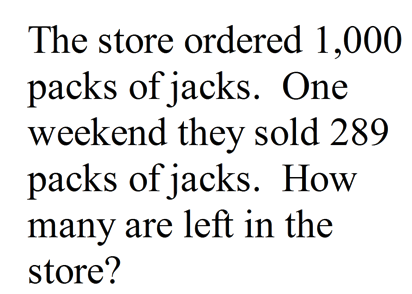 The store ordered 1,000
packs of jacks.  One
weekend they sold 289
packs of jacks.  How
many are left in the
store?